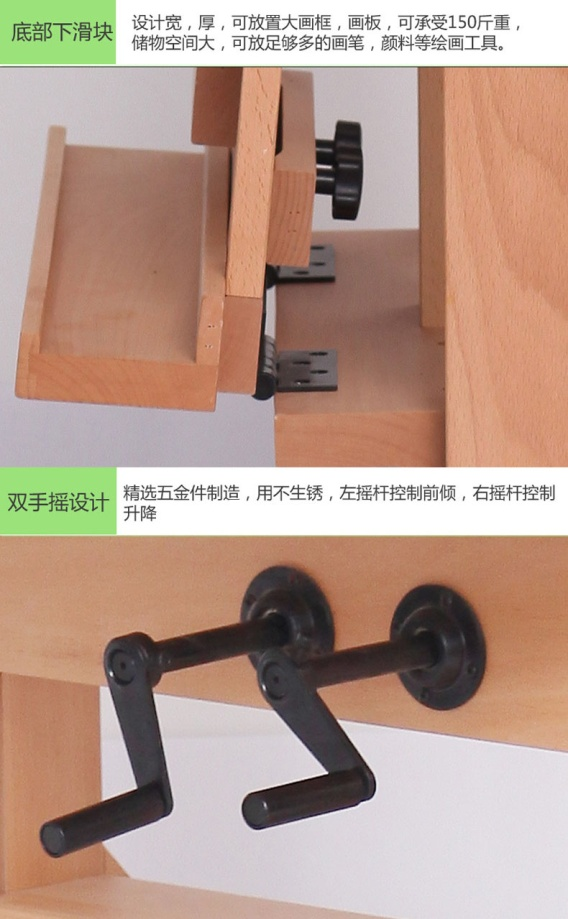 底部下滑块
设计宽，厚，可放置大画框，画板，可承受150斤重，
储物空间大，可放足够多的画笔，颜料等绘画工具。
双手摇设计
精选五金件制造，用不生锈，左摇杆控制前倾，右摇杆控制
升降